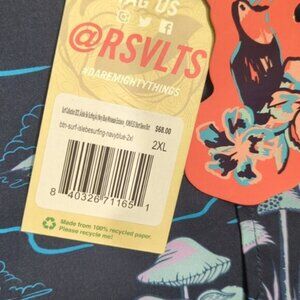 TAG US
@RSVLTS
#DAREMIGHTYTHINGS
btn-surf-islebesurfing-navyblue-2xl
$68.00
2XL
8 40326 71165 1
Made from 100% recycled paper.
Please recycle me!